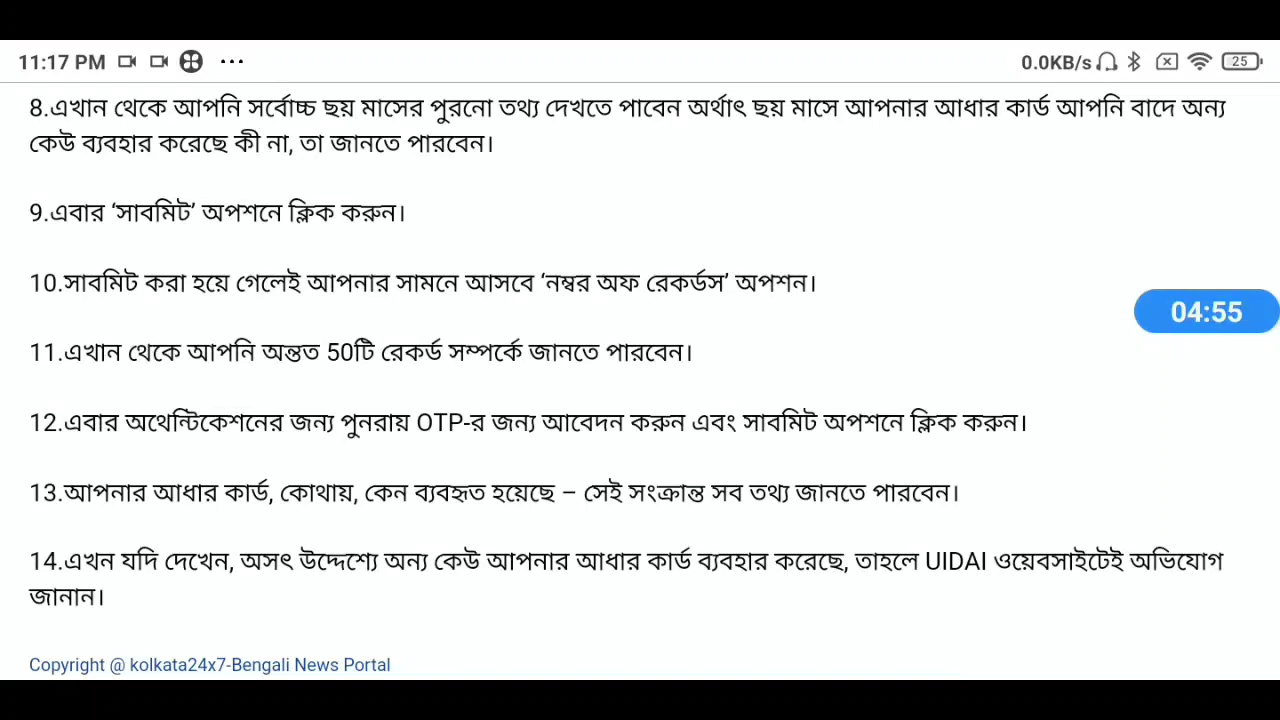 11:17 PM ... 0.0KB/s 25
8.এখান থেকে আপনি সর্বোচ্চ ছয় মাসের পুরনো তথ্য দেখতে পাবেন অর্থাৎ ছয় মাসে আপনার আধার কার্ড আপনি বাদে অন্য
কেউ ব্যবহার করেছে কী না, তা জানতে পারবেন।
9.এবার ‘সাবমিট’ অপশনে ক্লিক করুন।
10.সাবমিট করা হয়ে গেলেই আপনার সামনে আসবে ‘নম্বর অফ রেকর্ডস’ অপশন।
04:55
11.এখান থেকে আপনি অন্তত 50টি রেকর্ড সম্পর্কে জানতে পারবেন।
12.এবার অথেন্টিকেশনের জন্য পুনরায় OTP-র জন্য আবেদন করুন এবং সাবমিট অপশনে ক্লিক করুন।
13.আপনার আধার কার্ড, কোথায়, কেন ব্যবহৃত হয়েছে – সেই সংক্রান্ত সব তথ্য জানতে পারবেন।
14.এখন যদি দেখেন, অসৎ উদ্দেশ্যে অন্য কেউ আপনার আধার কার্ড ব্যবহার করেছে, তাহলে UIDAI ওয়েবসাইটেই অভিযোগ
জানান।
Copyright @ kolkata24x7-Bengali News Portal